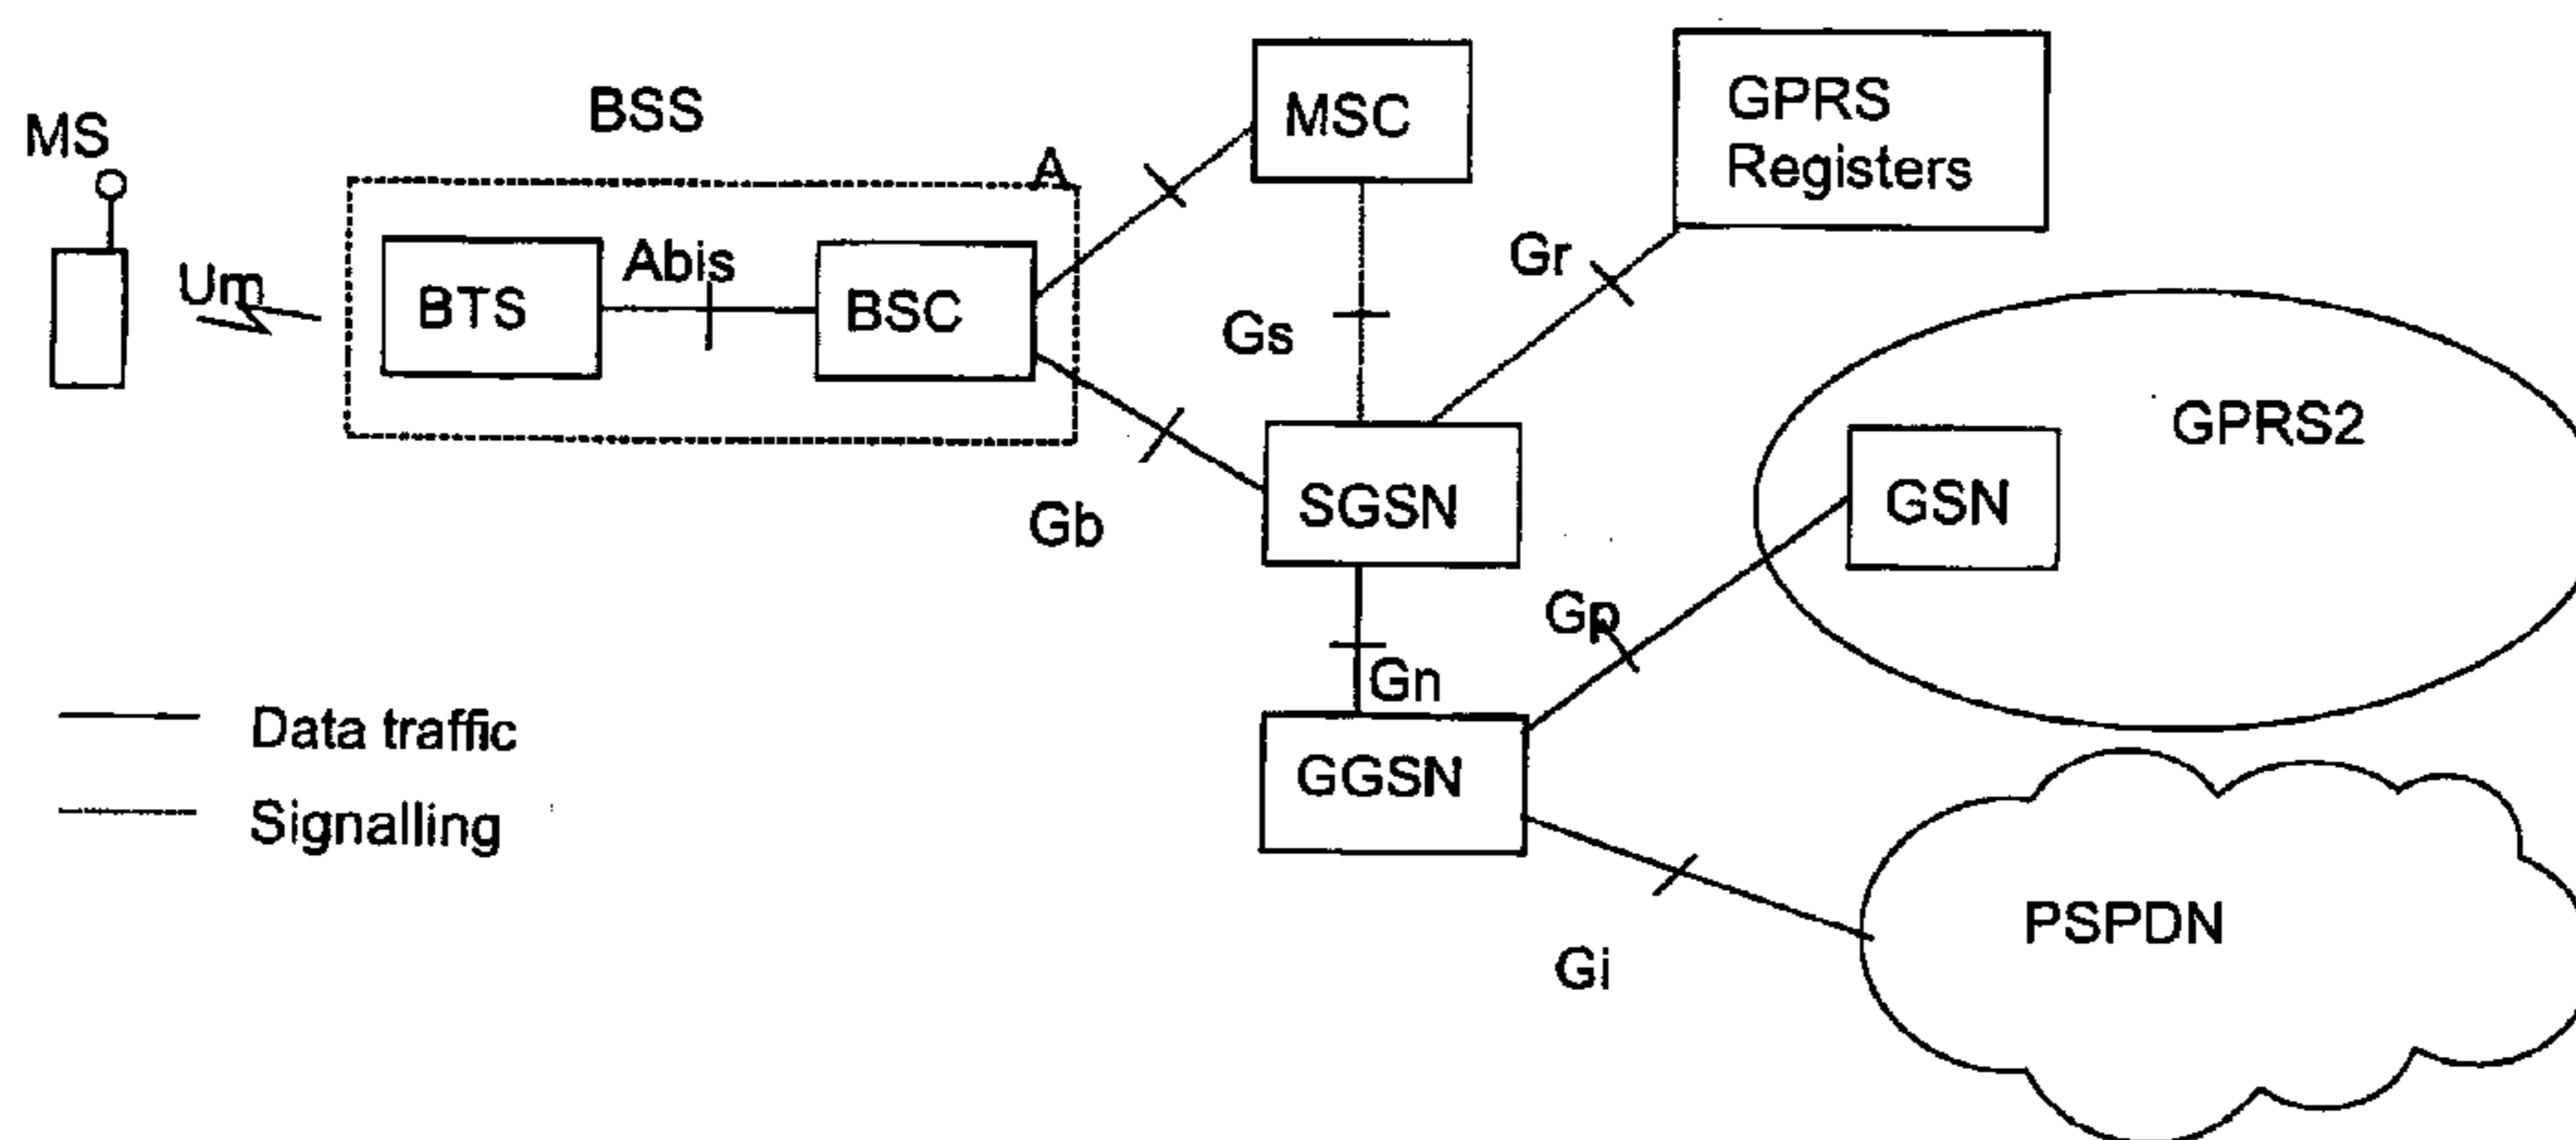 MS
BSS
Um
BTS
Abis
BSC
A
MSC
GPRS
Registers
Gs
Gr
Gb
SGSN
GPRS2
GSN
Gp
Gn
GGSN
Gi
PSPDN
Data traffic
Signalling